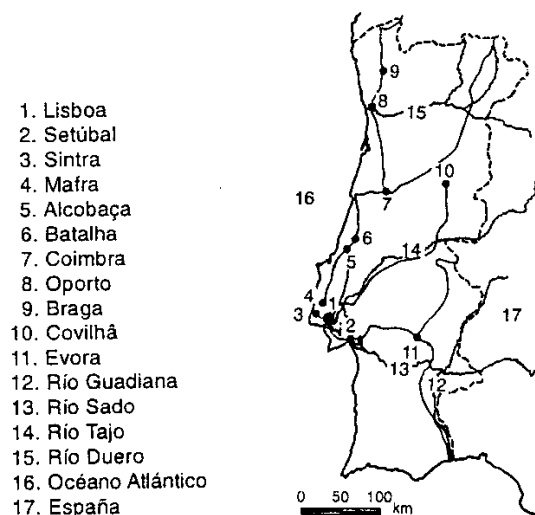 1. Lisboa
2. Setúbal
3. Sintra
4. Mafra
5. Alcobaça
6. Batalha
7. Coimbra
8. Oporto
9. Braga
10. Covilhâ
11. Evora
12. Río Guadiana
13. Río Sado
14. Río Tajo
15. Río Duero
16. Océano Atlántico
17. España
9
8
15
10
16
7
6
14
5
4
1
3
2
17
11
13
12
0 50 100
km